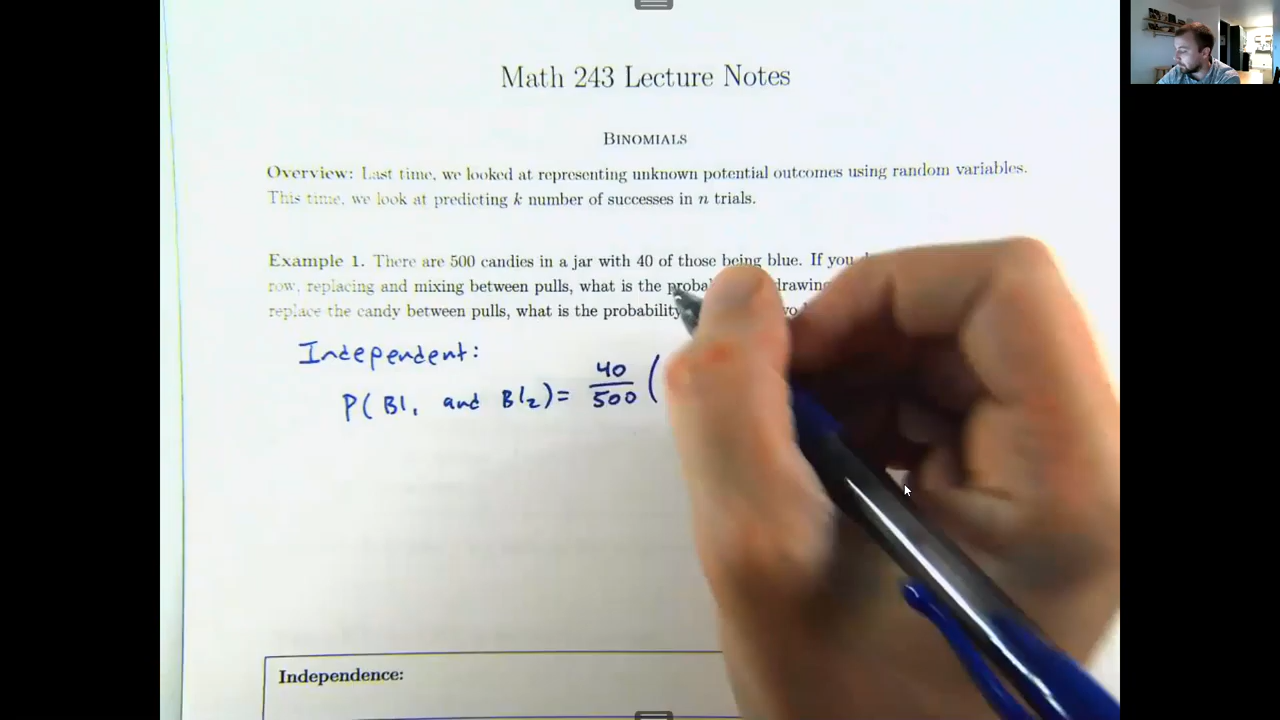 Math 243 Lecture Notes
BINOMIALS
Overview: Last time, we looked at representing unknown potential outcomes using random variables.
This time, we look at predicting k number of successes in n trials.
Example 1. There are 500 candies in a jar with 40 of those being blue. If you
row, replacing and mixing between pulls, what is the drawing
replace the candy between pulls, what is the probability
Independent:
P(Bl₁ and Bl₂) = 40/500 (
Independence: